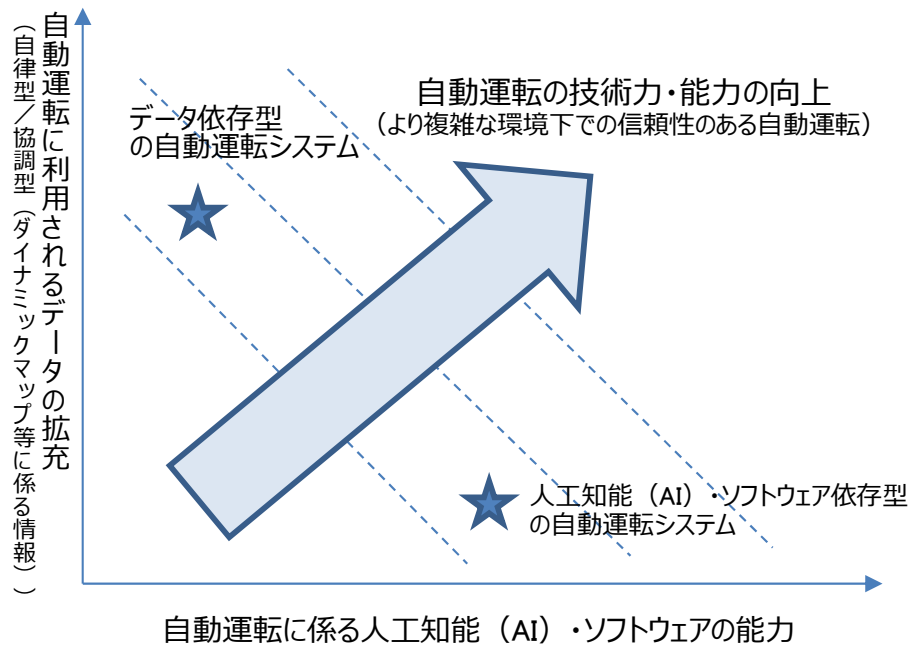 自動運転に利用されるデータの拡充
（自律型／協調型（ダイナミックマップ等に係る情報））
自動運転の技術力・能力の向上
（より複雑な環境下での信頼性のある自動運転）
データ依存型
の自動運転システム
人工知能（AI）・ソフトウェア依存型
の自動運転システム
自動運転に係る人工知能（AI）・ソフトウェアの能力